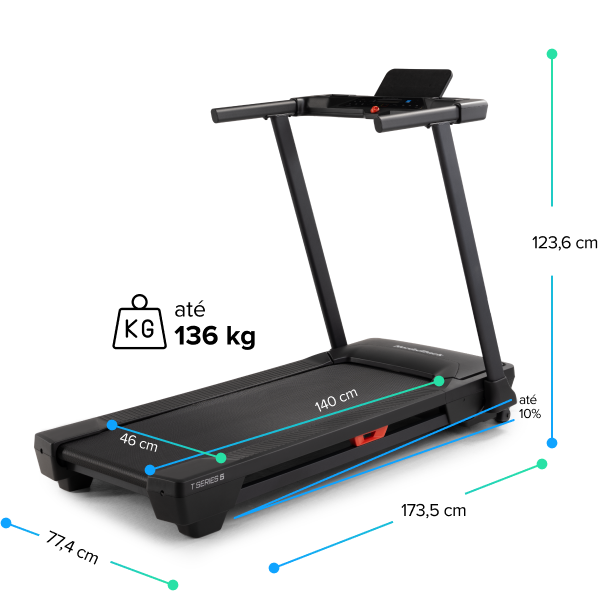 123,6 cm
até
KG
136 kg
NordicTrack
140 cm
até
10%
46 cm
T SERIES 5
173,5 cm
77,4 cm